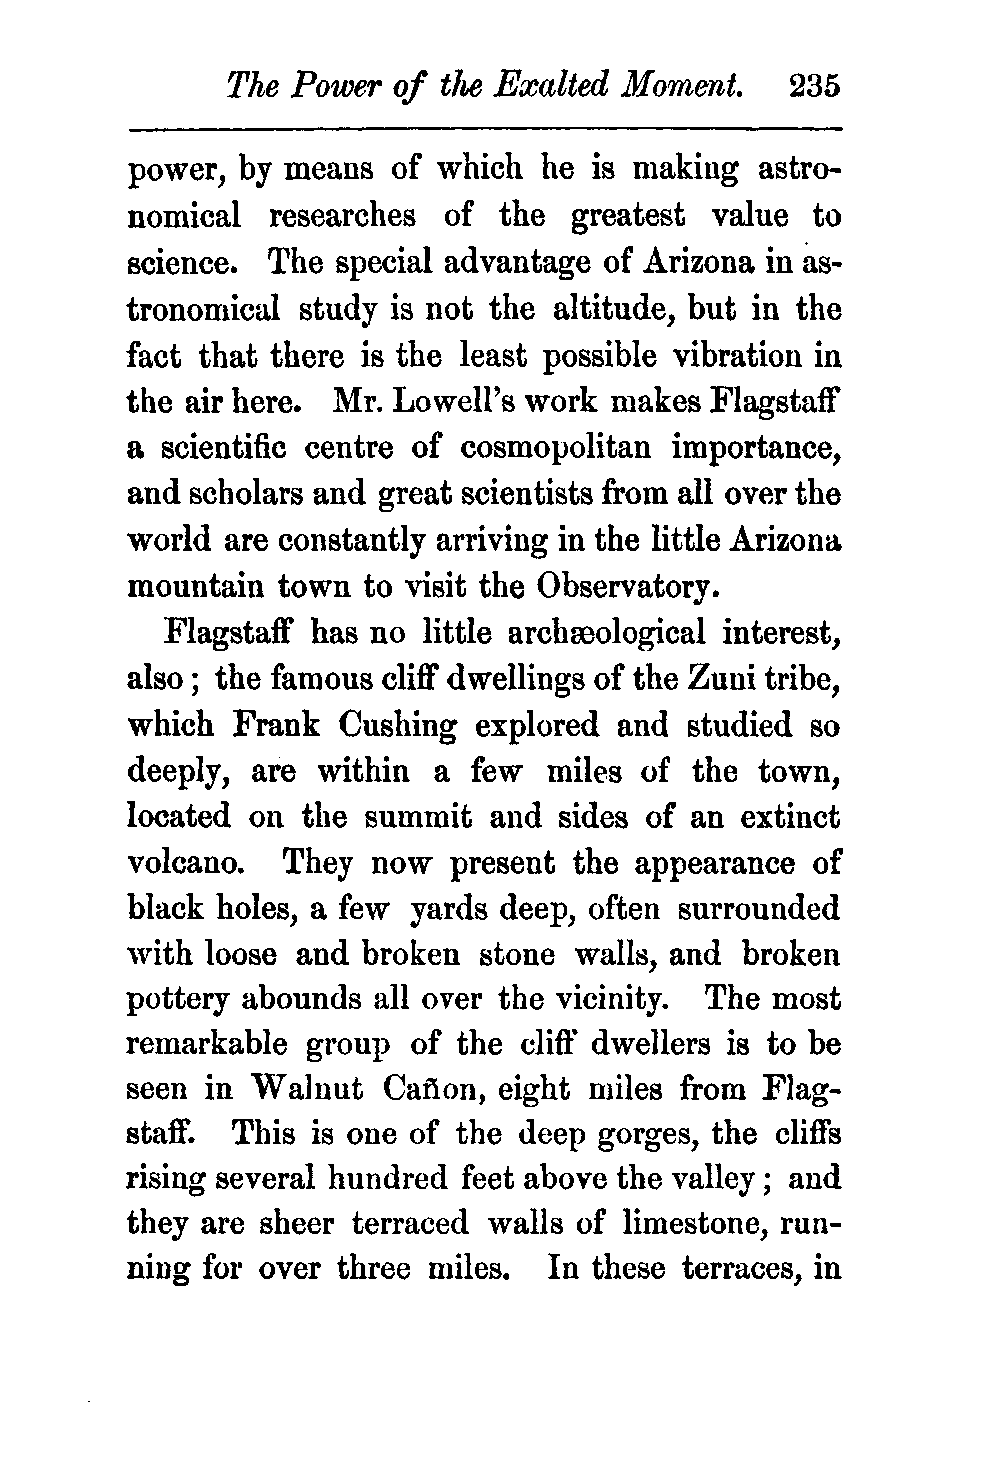 The Power of the Exalted Moment. 235
power, by means of which he is making astro-
nomical researches of the greatest value to
science. The special advantage of Arizona in as-
tronomical study is not the altitude, but in the
fact that there is the least possible vibration in
the air here. Mr. Lowell's work makes Flagstaff
a scientific centre of cosmopolitan importance,
and scholars and great scientists from all over the
world are constantly arriving in the little Arizona
mountain town to visit the Observatory.
Flagstaff has no little archæological interest,
also; the famous cliff dwellings of the Zuni tribe,
which Frank Cushing explored and studied so
deeply, are within a few miles of the town,
located on the summit and sides of an extinct
volcano. They now present the appearance of
black holes, a few yards deep, often surrounded
with loose and broken stone walls, and broken
pottery abounds all over the vicinity. The most
remarkable group of the cliff dwellers is to be
seen in Walnut Cañon, eight miles from Flag-
staff. This is one of the deep gorges, the cliffs
rising several hundred feet above the valley; and
they are sheer terraced walls of limestone, run-
ning for over three miles. In these terraces, in